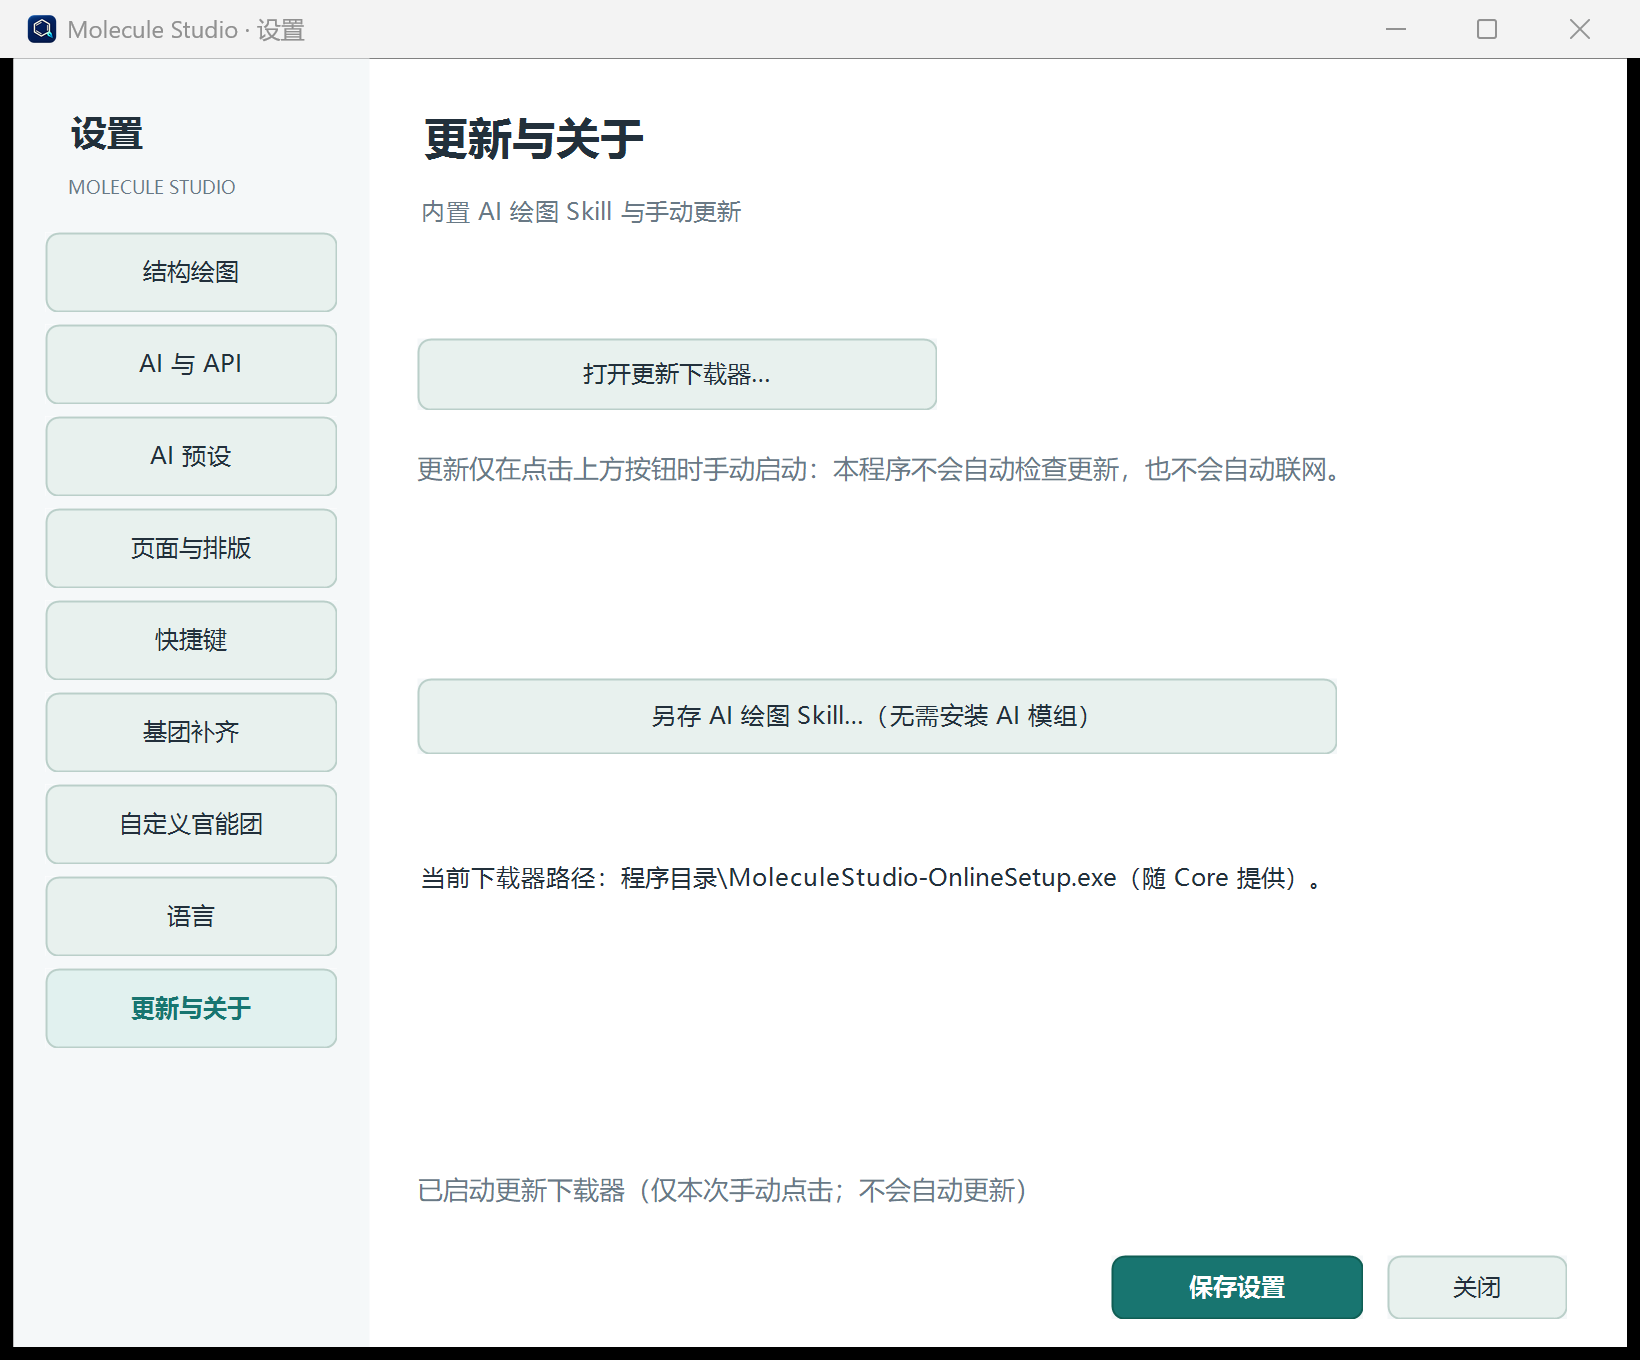 Molecule Studio · 设置
设置
MOLECULE STUDIO
结构绘图
AI 与 API
AI 预设
页面与排版
快捷键
基团补齐
自定义官能团
语言
更新与关于
更新与关于
内置 AI 绘图 Skill 与手动更新
打开更新下载器...
更新仅在点击上方按钮时手动启动：本程序不会自动检查更新，也不会自动联网。
另存 AI 绘图 Skill...（无需安装 AI 模组）
当前下载器路径：程序目录\MoleculeStudio-OnlineSetup.exe（随 Core 提供）。
已启动更新下载器（仅本次手动点击；不会自动更新）
保存设置
关闭